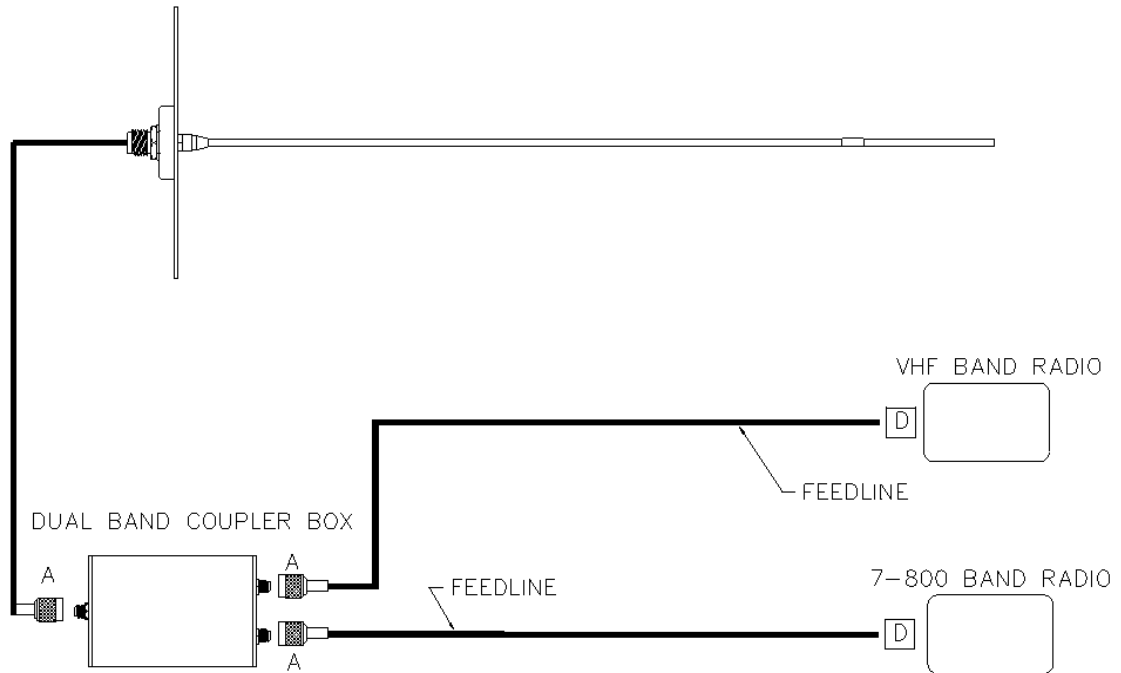 VHF BAND RADIO
D
FEEDLINE
DUAL BAND COUPLER BOX
A
A
FEEDLINE
7-800 BAND RADIO
D
A